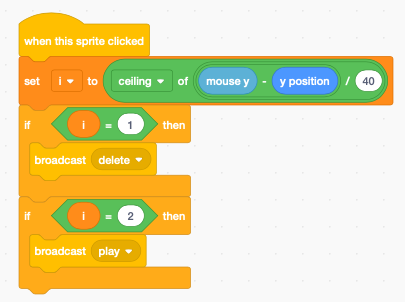 when this sprite clicked
set i to ceiling of mouse y - y position / 40
if i = 1 then
broadcast delete
if i = 2 then
broadcast play